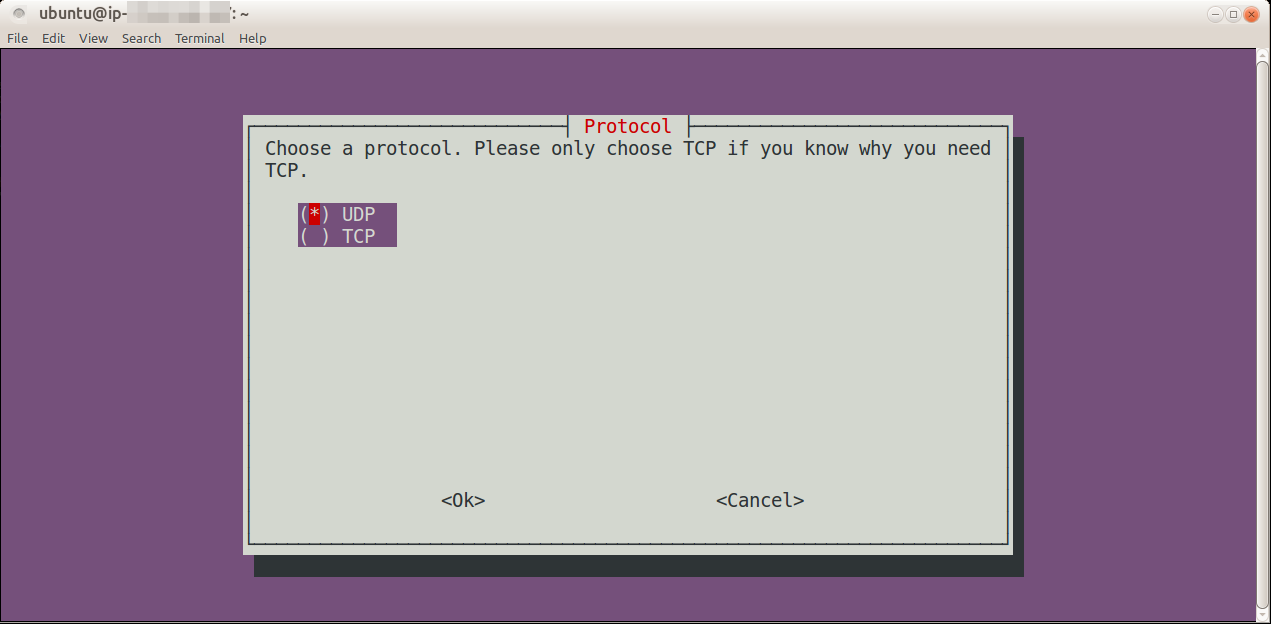 ubuntu@ip- : ~
File Edit View Search Terminal Help
Protocol
Choose a protocol. Please only choose TCP if you know why you need
TCP.
(*) UDP
( ) TCP
<Ok> <Cancel>